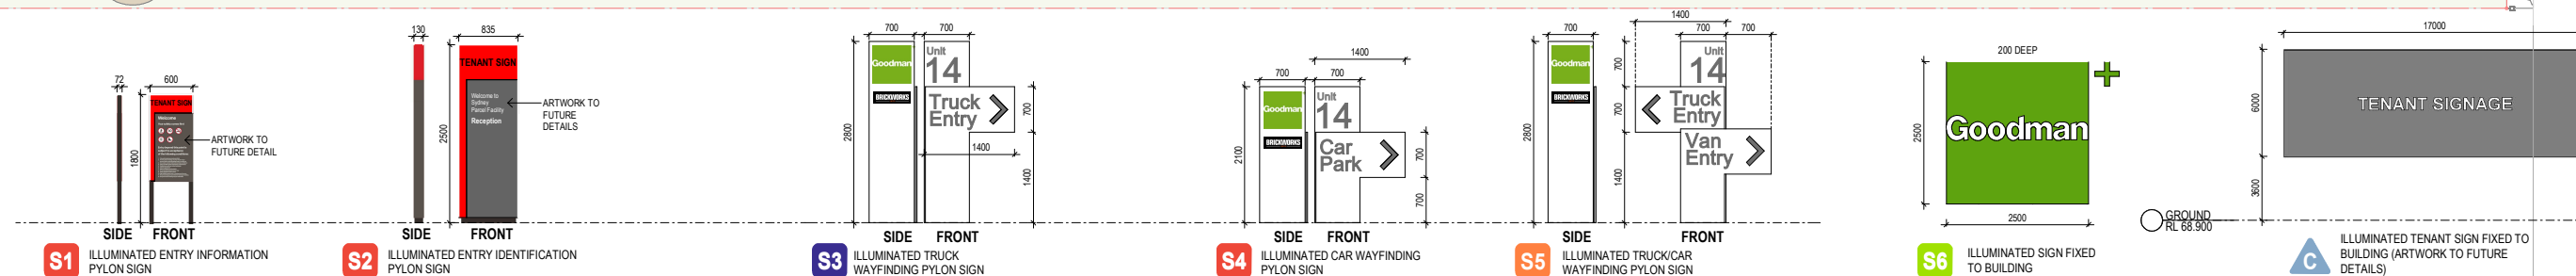 72
600
1800
TENANT SIGN
Welcome
ARTWORK TO
FUTURE DETAIL
SIDE
FRONT
S1
ILLUMINATED ENTRY INFORMATION
PYLON SIGN
130
835
2500
TENANT SIGN
Welcome to
Sydney
Parcel Facility
Reception
ARTWORK TO
FUTURE
DETAILS
SIDE
FRONT
S2
ILLUMINATED ENTRY IDENTIFICATION
PYLON SIGN
700
700
2800
Goodman
BRICKWORKS
Unit
14
Truck
Entry
700
1400
1400
SIDE
FRONT
S3
ILLUMINATED TRUCK
WAYFINDING PYLON SIGN
1400
700
700
2100
Goodman
BRICKWORKS
Unit
14
Car
Park
700
700
SIDE
FRONT
S4
ILLUMINATED CAR WAYFINDING
PYLON SIGN
1400
700
700
700
2800
Goodman
BRICKWORKS
700
700
1400
Unit
14
Truck
Entry
Van
Entry
SIDE
FRONT
S5
ILLUMINATED TRUCK/CAR
WAYFINDING PYLON SIGN
200 DEEP
2500
Goodman
2500
S6
ILLUMINATED SIGN FIXED
TO BUILDING
17000
6000
TENANT SIGNAGE
3600
GROUND
RL 68.900
C
ILLUMINATED TENANT SIGN FIXED TO
BUILDING (ARTWORK TO FUTURE
DETAILS)